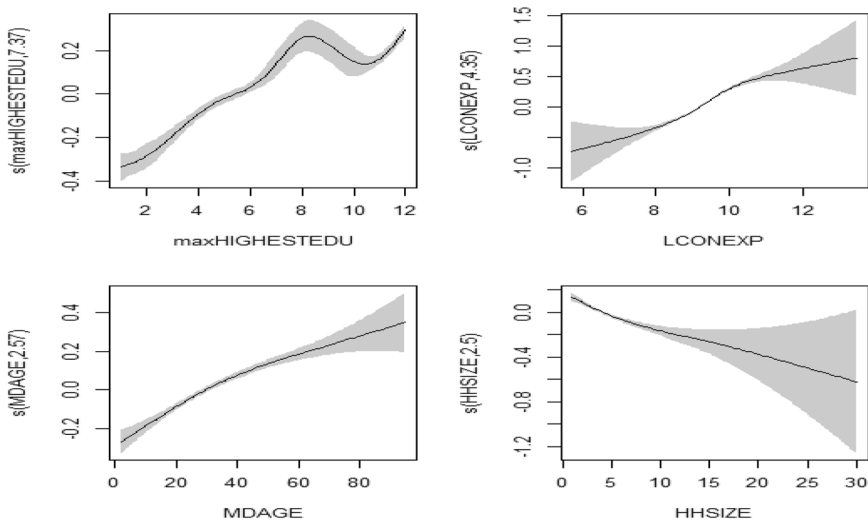 s(maxHIGHESTEDU,7.37)
0.2
0.0
-0.2
-0.4
2 4 6 8 10 12
maxHIGHESTEDU
s(LCONEXP,4.35)
1.5
1.0
0.5
0.0
-1.0
6 8 10 12
LCONEXP
s(MDAGE,2.57)
0.4
0.2
0.0
-0.2
0 20 40 60 80
MDAGE
s(HHSIZE,2.5)
0.0
-0.4
-0.8
-1.2
0 5 10 15 20 25 30
HHSIZE